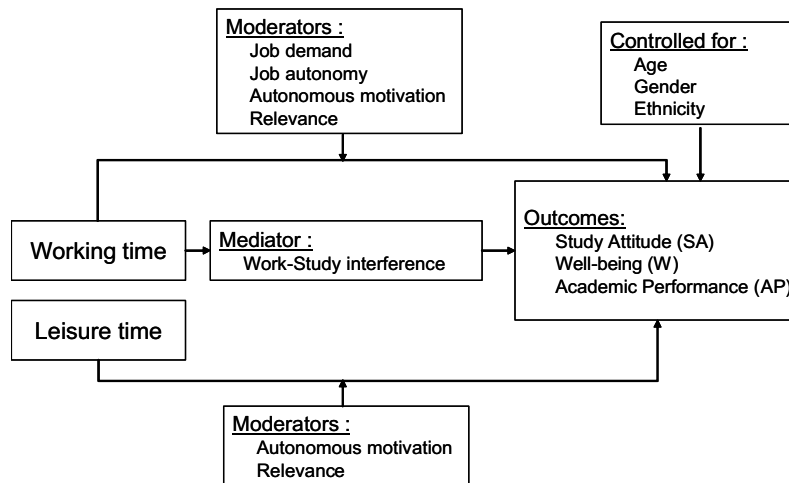 Moderators :
Job demand
Job autonomy
Autonomous motivation
Relevance
Controlled for :
Age
Gender
Ethnicity
Working time
Mediator :
Work-Study interference
Outcomes:
Study Attitude (SA)
Well-being (W)
Academic Performance (AP)
Leisure time
Moderators :
Autonomous motivation
Relevance